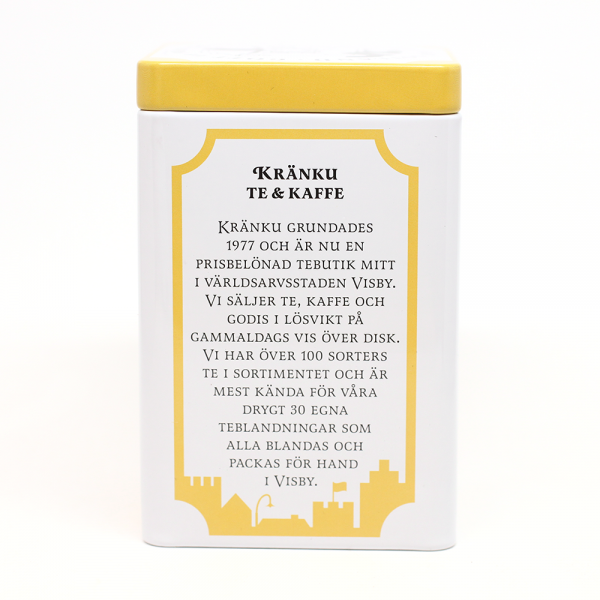 KRÄNKU
TE & KAFFE
KRÄNKU GRUNDADES
1977 OCH ÄR NU EN
PRISBELÖNAD TEBUTIK MITT
I VÄRLDSARVSSTADEN VISBY.
VI SÄLJER TE, KAFFE OCH
GODIS I LÖSVIKT PÅ
GAMMALDAGS VIS ÖVER DISK.
VI HAR ÖVER 100 SORTERS
TE I SORTIMENTET OCH ÄR
MEST KÄNDA FÖR VÅRA
DRYGT 30 EGNA
TEBLANDNINGAR SOM
ALLA BLANDAS OCH
PACKAS FÖR HAND
I VISBY.